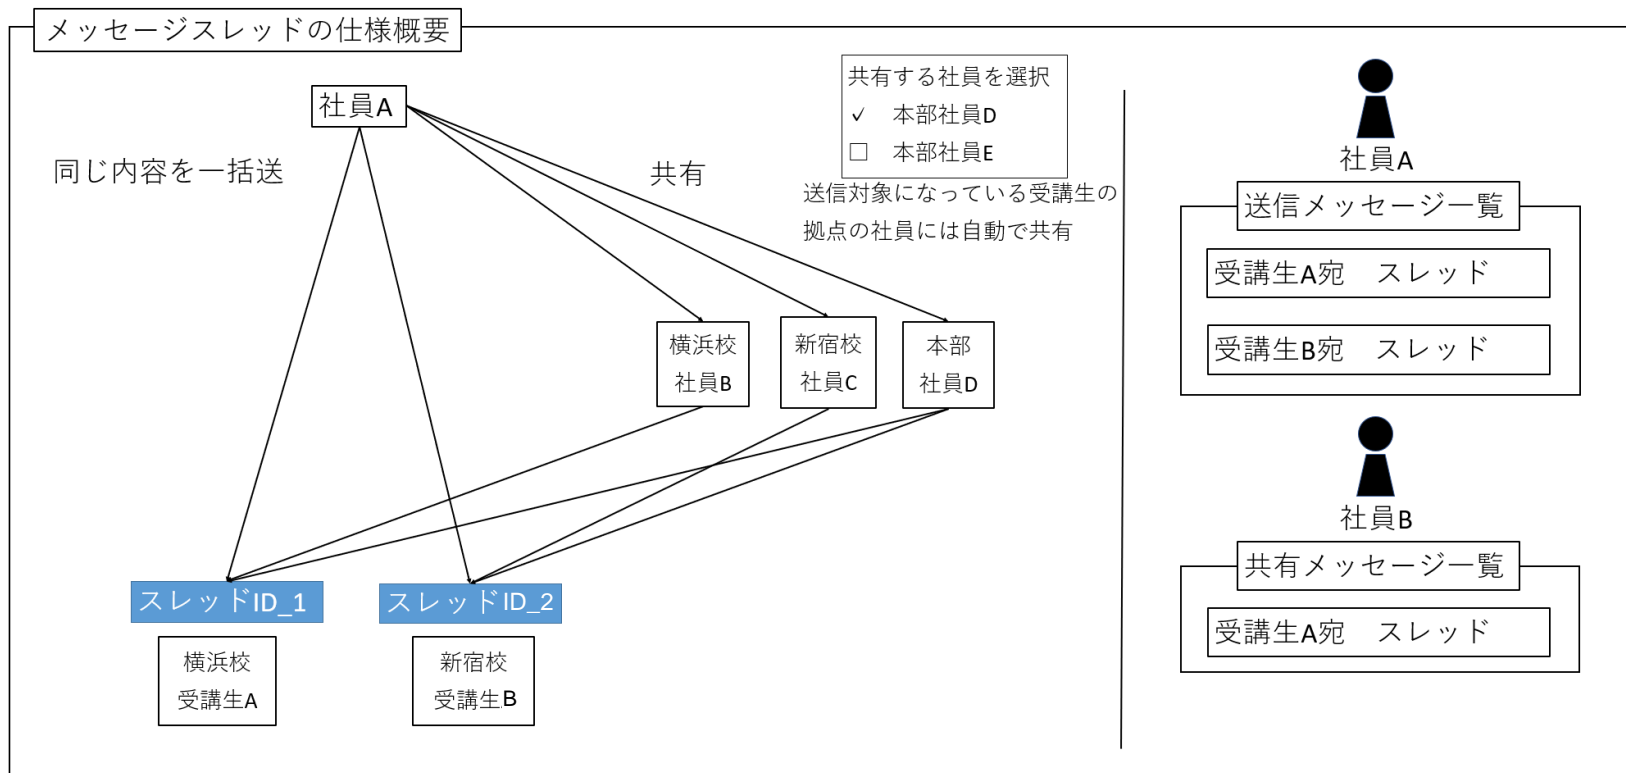 メッセージスレッドの仕様概要
社員A
同じ内容を一括送
共有
共有する社員を選択
✓ 本部社員D
□ 本部社員E
送信対象になっている受講生の
拠点の社員には自動で共有
横浜校
社員B
新宿校
社員C
本部
社員D
スレッドID_1
スレッドID_2
横浜校
受講生A
新宿校
受講生B
社員A
送信メッセージ一覧
受講生A宛　スレッド
受講生B宛　スレッド
社員B
共有メッセージ一覧
受講生A宛　スレッド